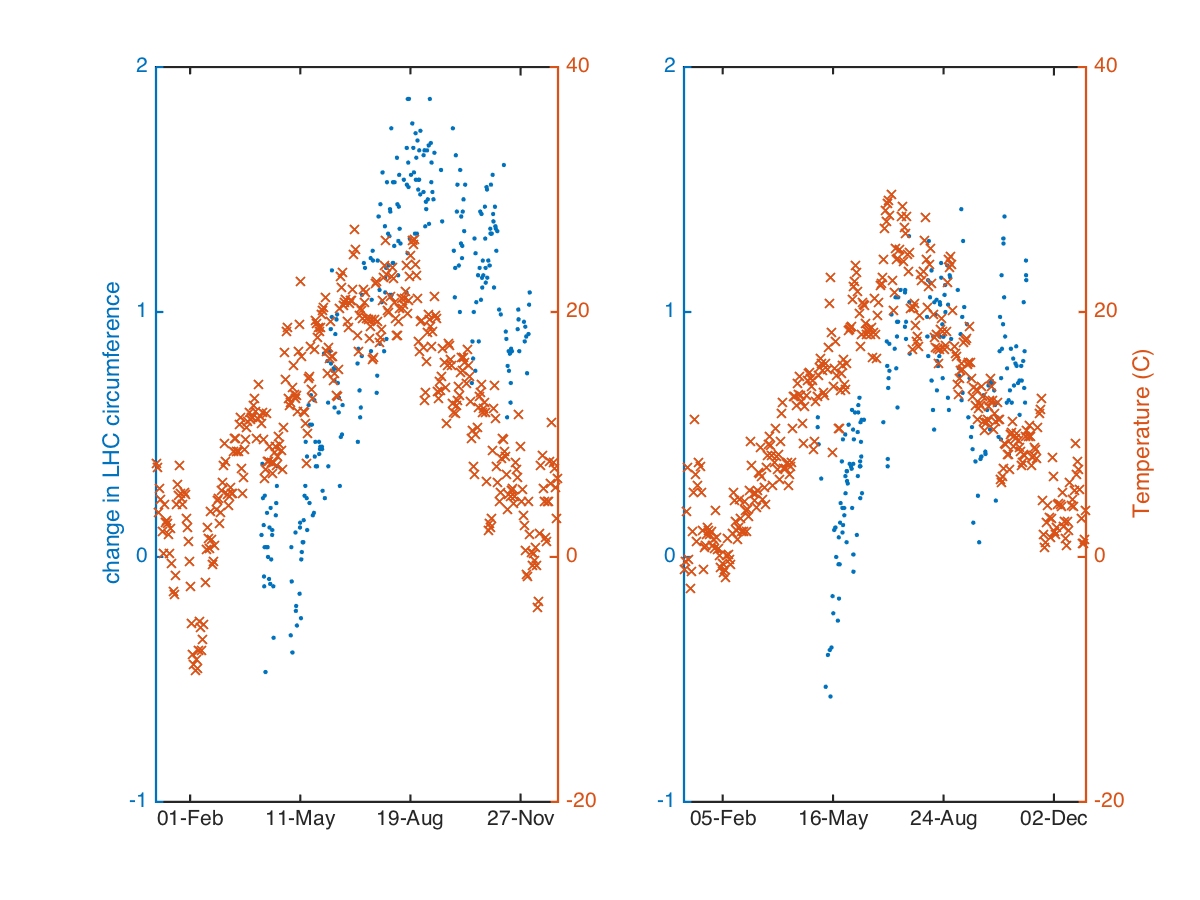 2
1
0
-1
change in LHC circumference
40
20
0
-20
01-Feb
11-May
19-Aug
27-Nov
2
1
0
-1
40
20
0
-20
Temperature (C)
05-Feb
16-May
24-Aug
02-Dec